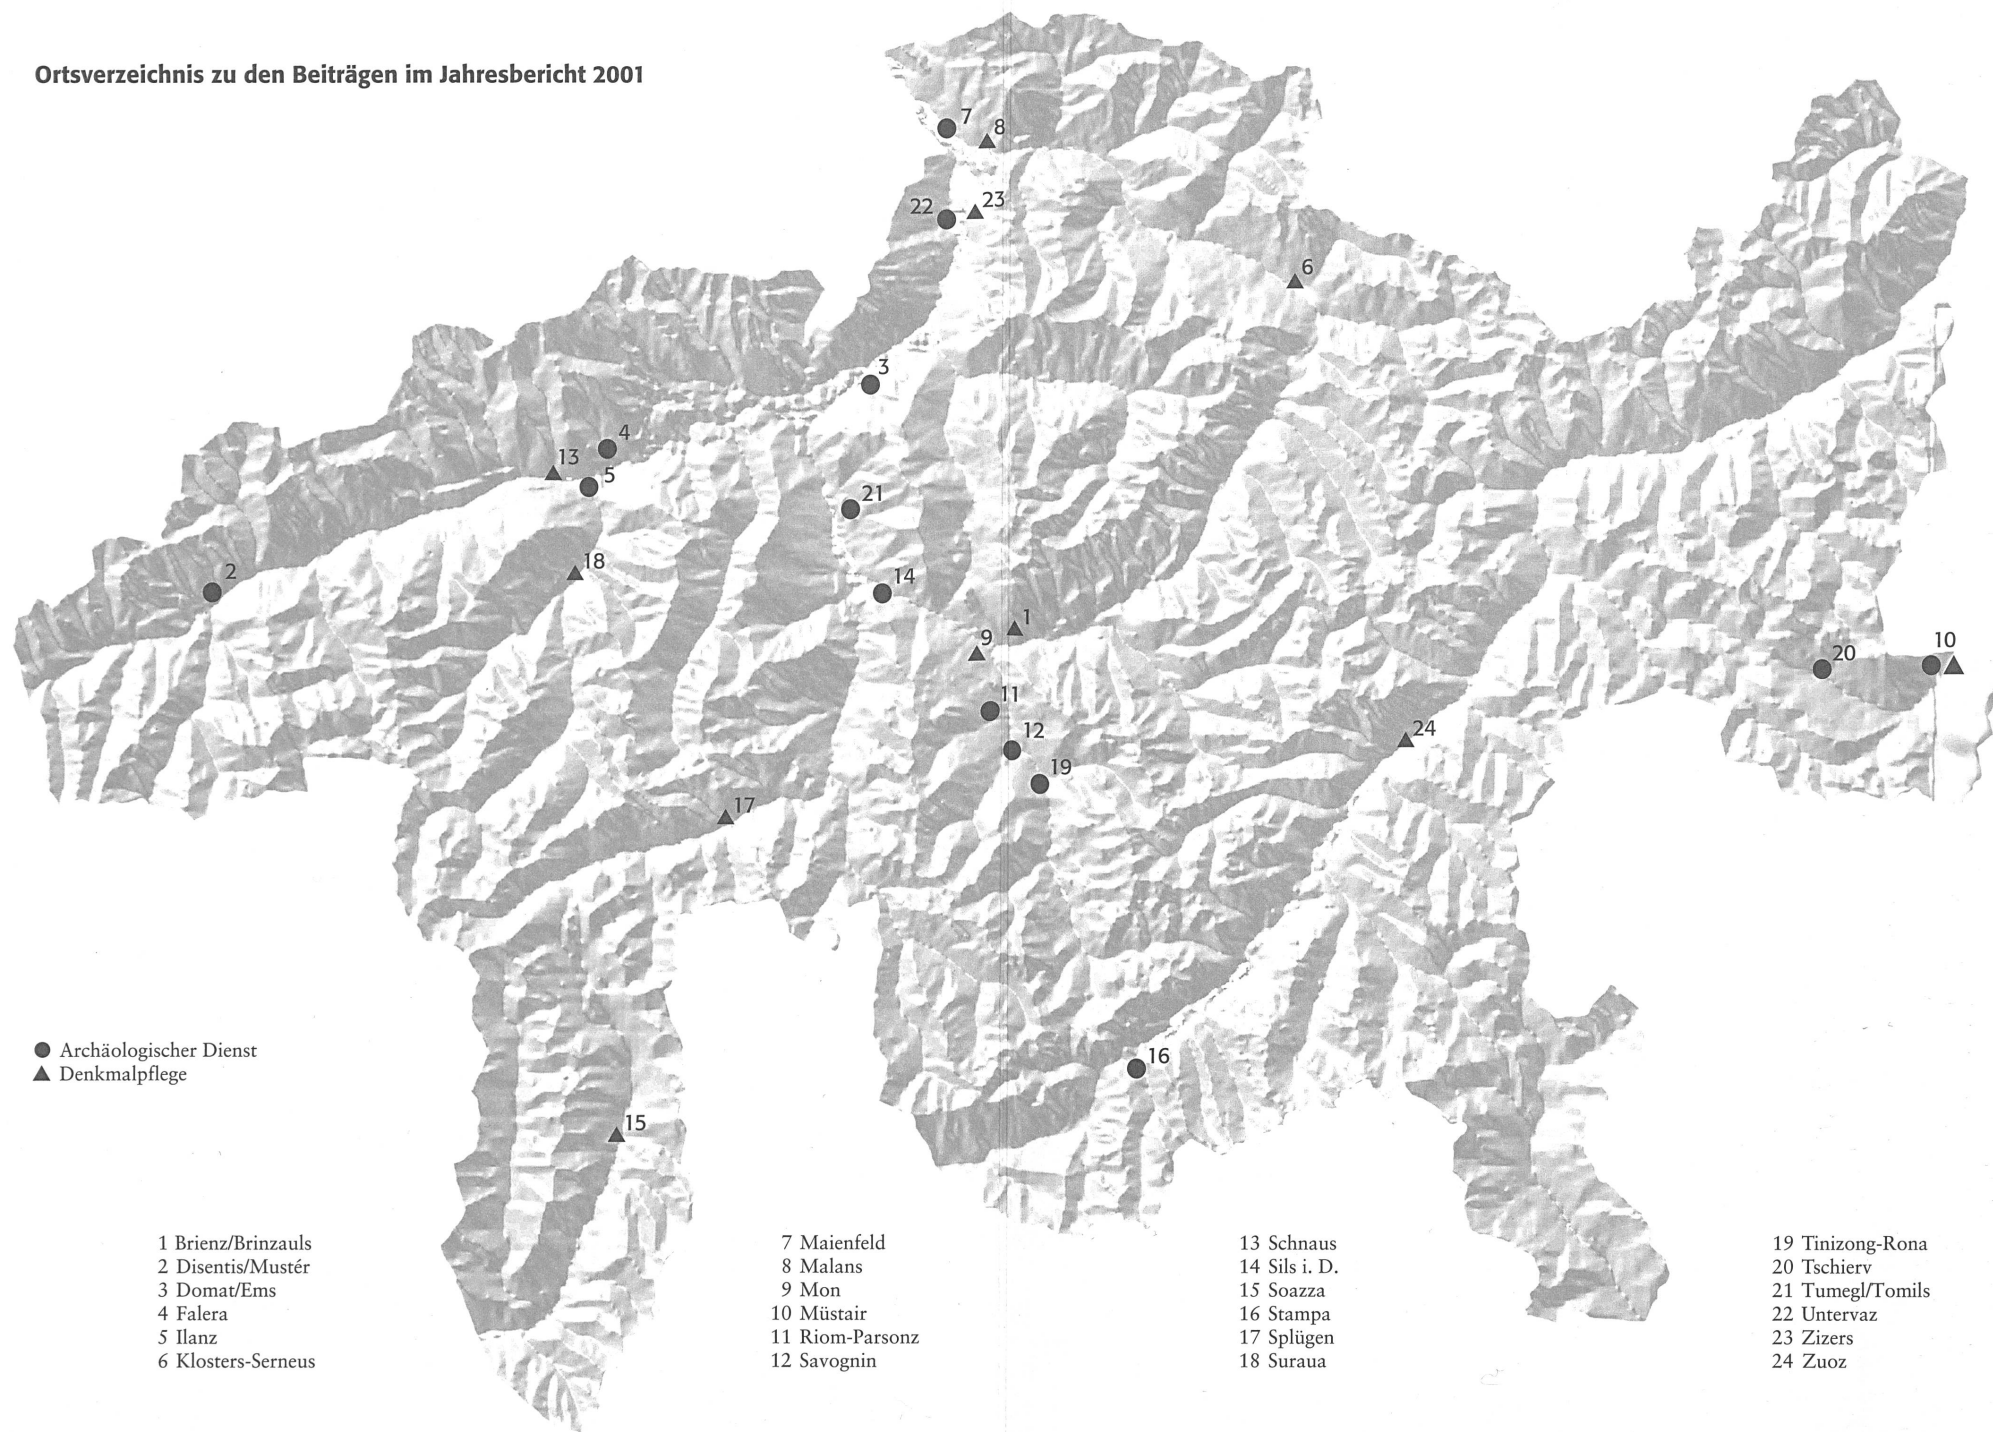 Ortsverzeichnis zu den Beiträgen im Jahresbericht 2001
7
8
22
23
6
3
4
13
5
21
18
2
14
1
9
10
20
11
12
24
19
17
16
15
● Archäologischer Dienst
▲ Denkmalpflege
1 Brienz/Brinzauls
2 Disentis/Mustér
3 Domat/Ems
4 Falera
5 Ilanz
6 Klosters-Serneus
7 Maienfeld
8 Malans
9 Mon
10 Müstair
11 Riom-Parsonz
12 Savognin
13 Schnaus
14 Sils i. D.
15 Soazza
16 Stampa
17 Splügen
18 Suraua
19 Tinizong-Rona
20 Tschierv
21 Tumegl/Tomils
22 Untervaz
23 Zizers
24 Zuoz